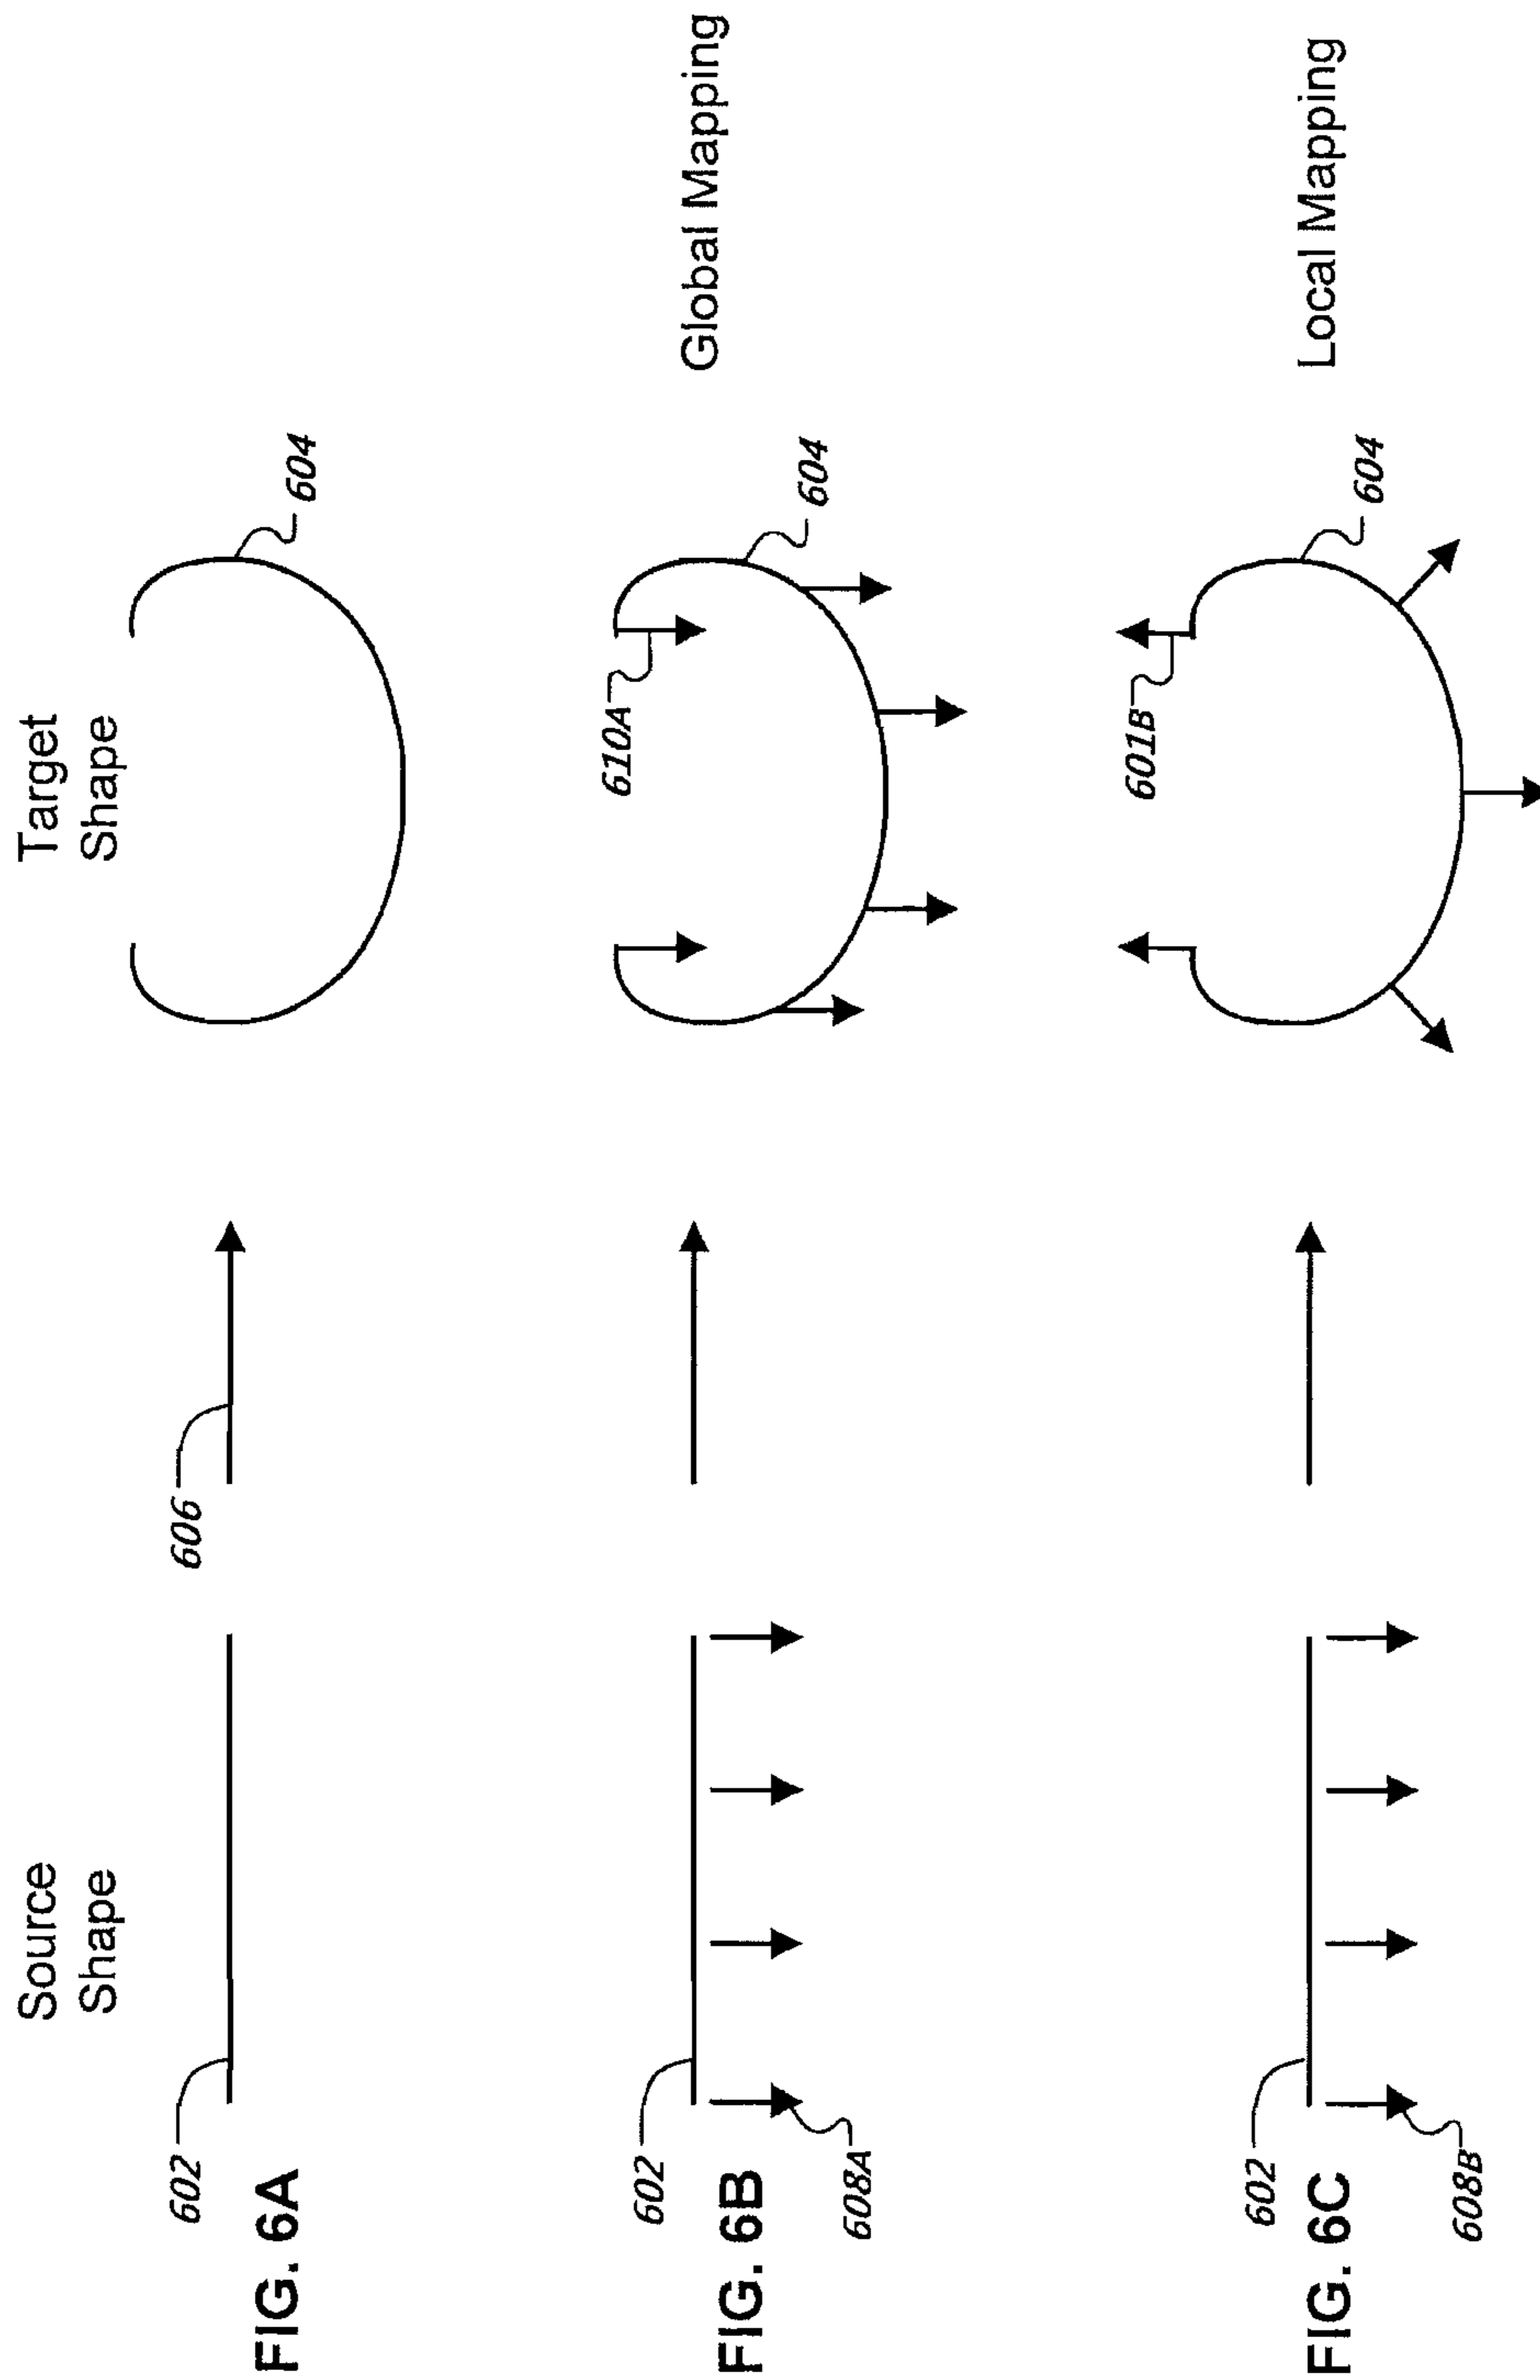 Source
Shape
Target
Shape
602
606
604
FIG. 6A
602
608A
610A
604
Global Mapping
FIG. 6B
602
608B
601B
604
Local Mapping
FIG. 6C